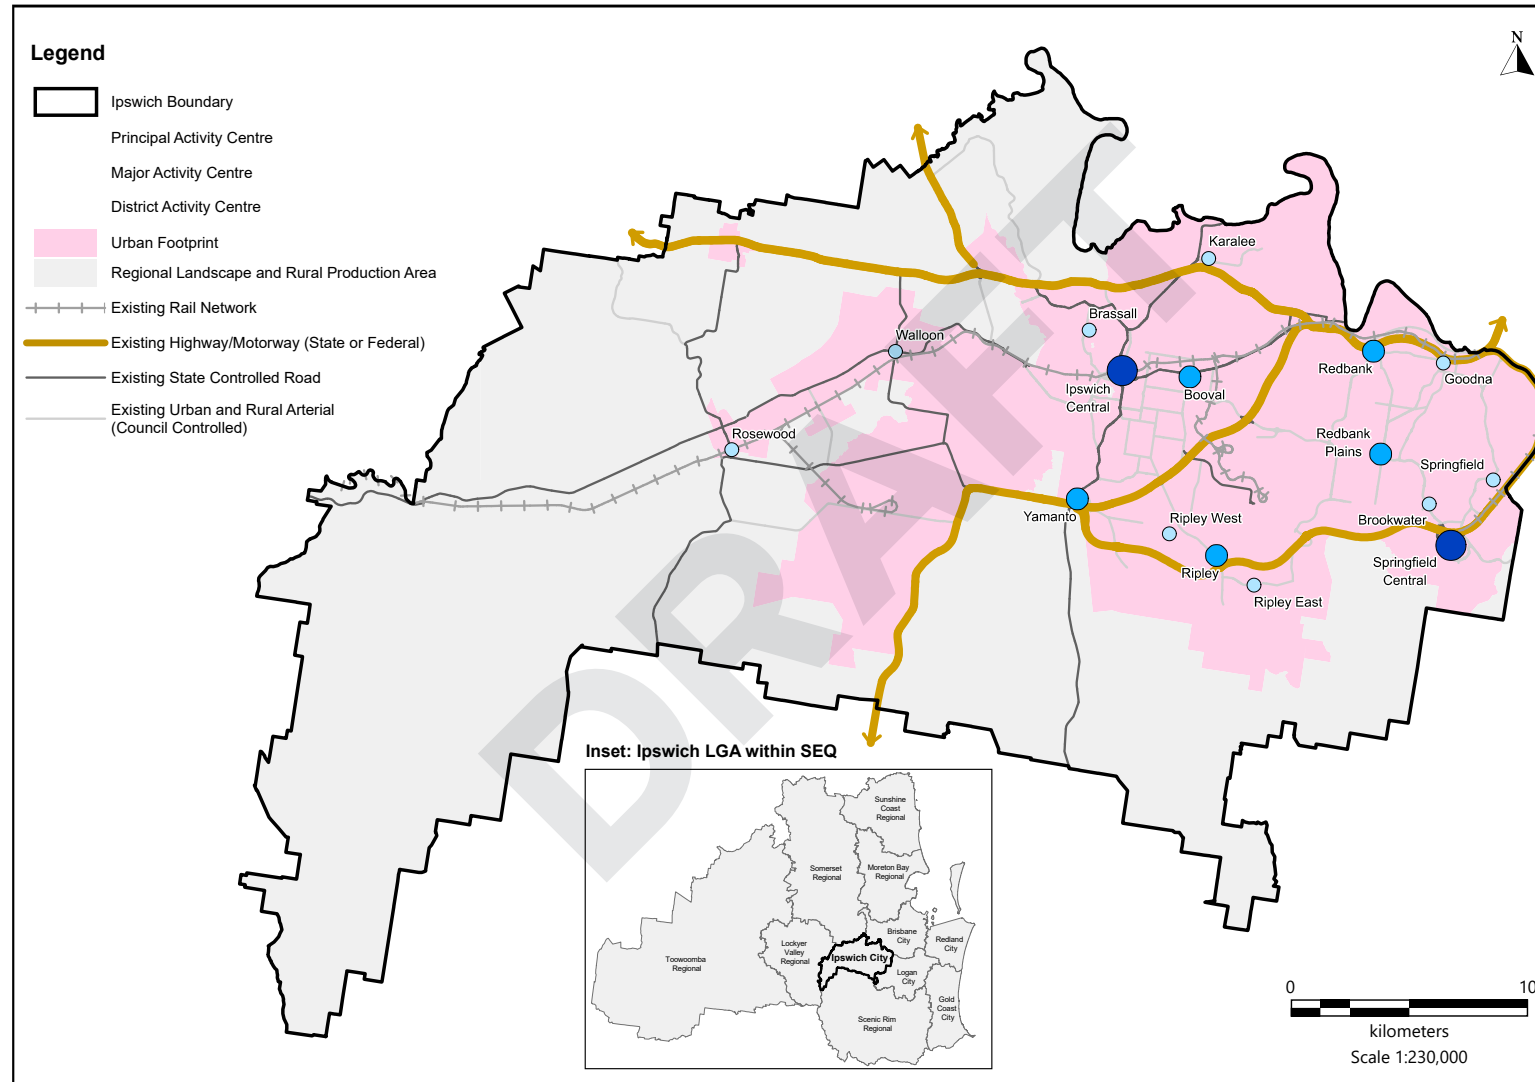 Legend
Ipswich Boundary
Principal Activity Centre
Major Activity Centre
District Activity Centre
Urban Footprint
Regional Landscape and Rural Production Area
Existing Rail Network
Existing Highway/Motorway (State or Federal)
Existing State Controlled Road
Existing Urban and Rural Arterial
(Council Controlled)
N
DRAFT
Karalee
Brassall
Walloon
Ipswich
Central
Booval
Redbank
Goodna
Rosewood
Redbank
Plains
Springfield
Yamanto
Ripley West
Brookwater
Ripley
Springfield
Central
Ripley East
Inset: Ipswich LGA within SEQ
Sunshine
Coast
Regional
Somerset
Regional
Moreton Bay
Regional
Brisbane
City
Redland
City
Lockyer
Valley
Regional
Toowoomba
Regional
Ipswich City
Logan
City
Gold
Coast
City
Scenic Rim
Regional
0 10
kilometers
Scale 1:230,000